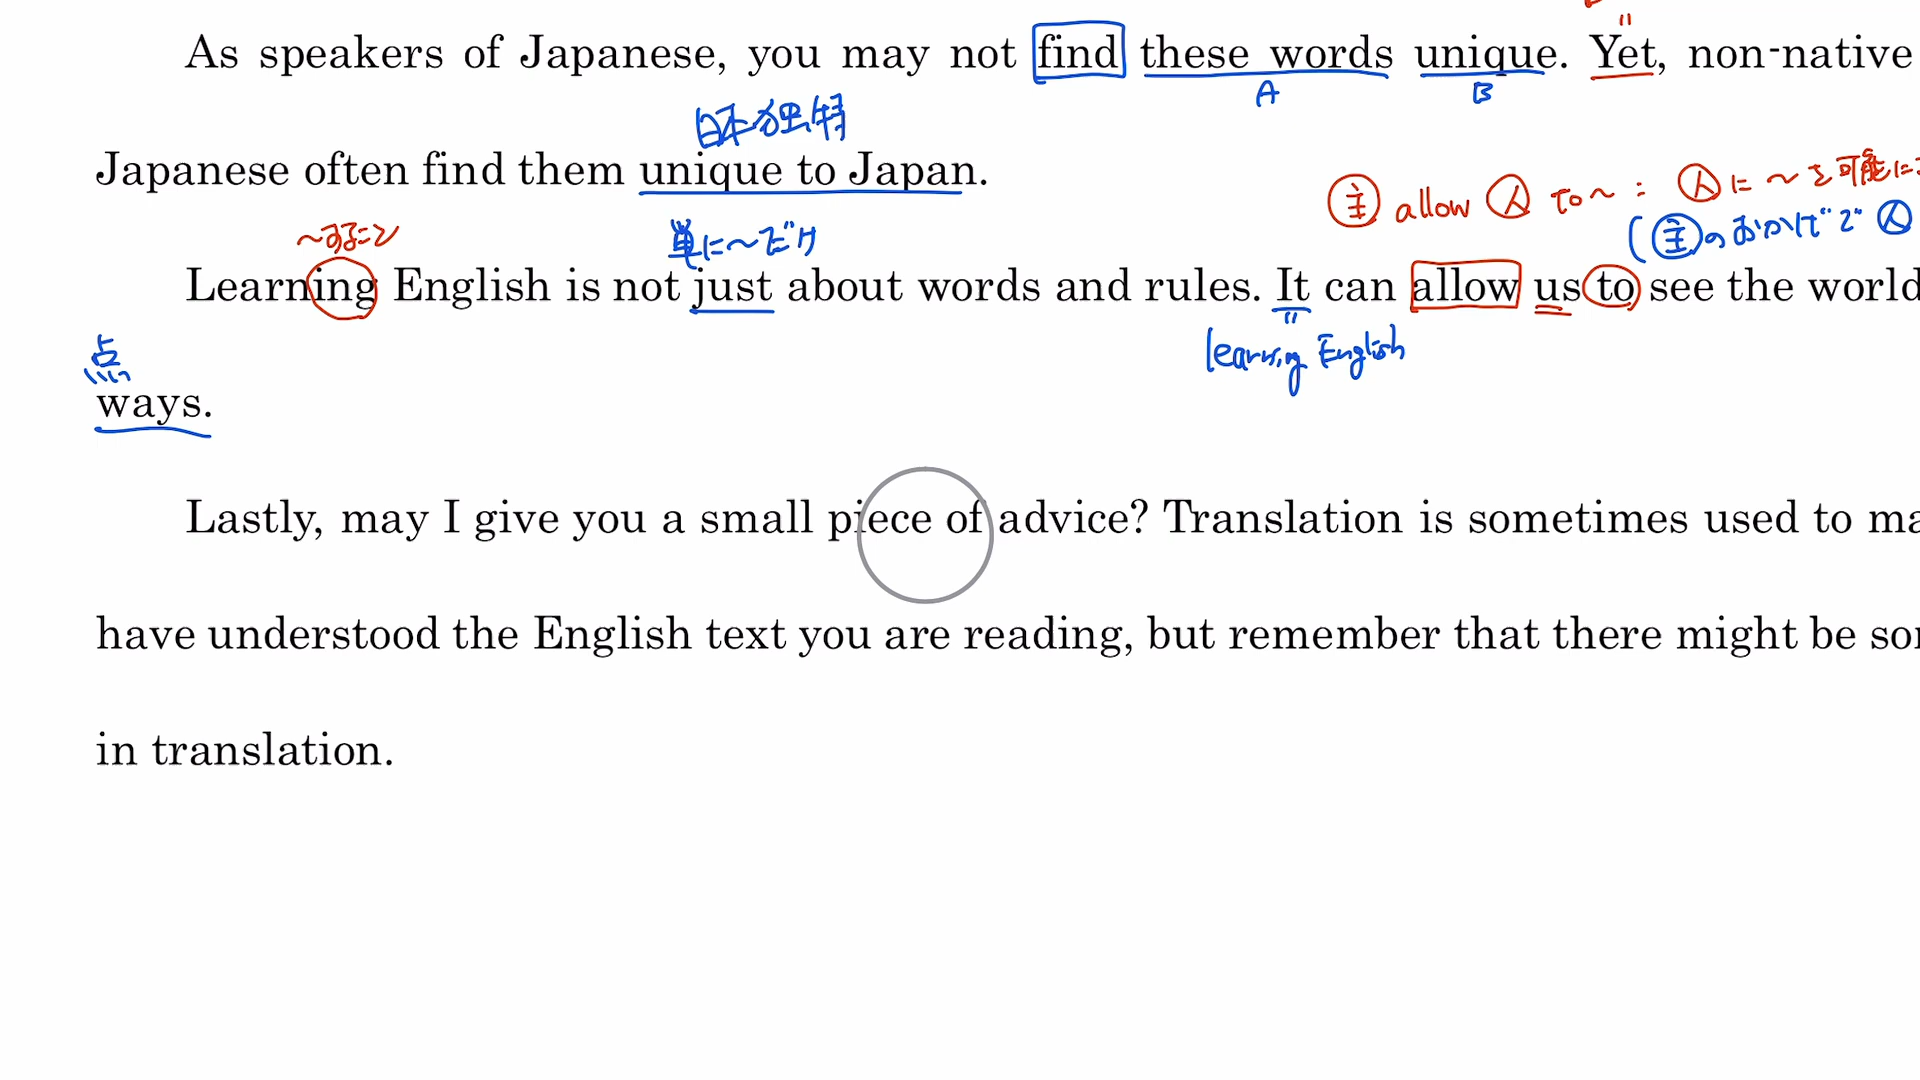 As speakers of Japanese, you may not find these words unique. Yet, non-native
A B
日本独特
Japanese often find them unique to Japan.
主 allow 人 to~ : 人に~を可能に
~すること 単に~だけ (主のおかげで 人
Learning English is not just about words and rules. It can allow us to see the world
learning English
点
ways.
Lastly, may I give you a small piece of advice? Translation is sometimes used to ma
have understood the English text you are reading, but remember that there might be so
in translation.